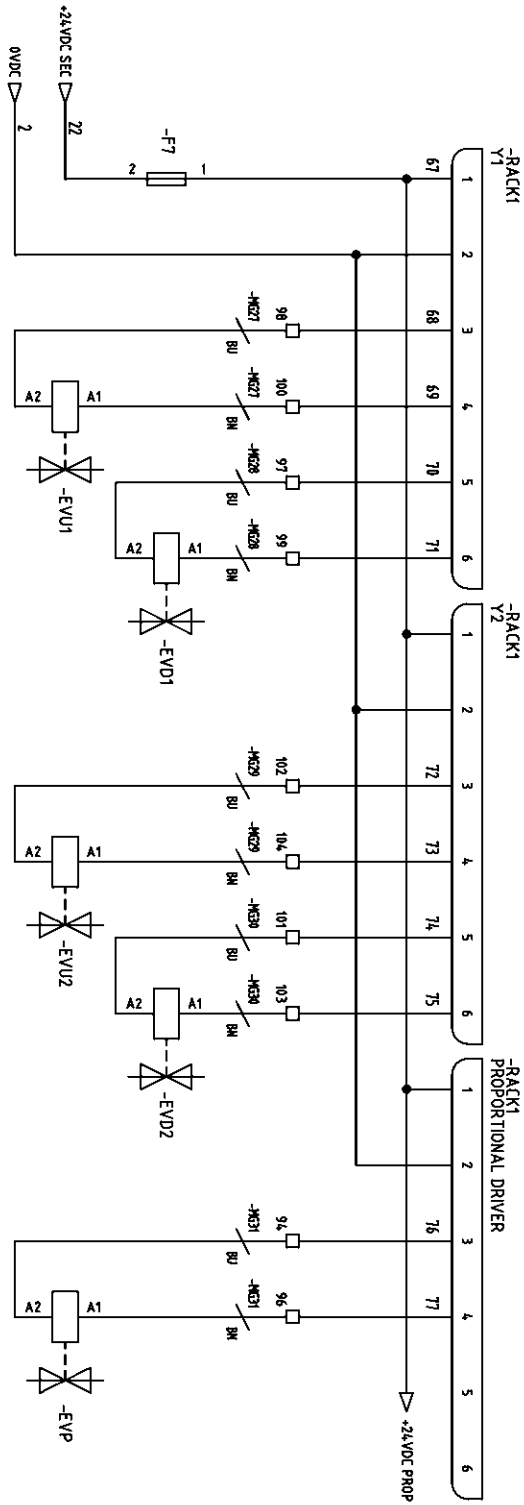 -RACK1
Y1
1
2
3
4
5
6
-RACK1
Y2
1
2
3
4
5
6
-RACK1
PROPORTIONAL DRIVER
1
2
3
4
5
6
67
68
69
70
71
72
73
74
75
76
77
+24VDC PROP
98
100
97
99
102
104
101
103
94
96
-MG27
-MG27
-MG28
-MG28
-MG29
-MG29
-MG30
-MG30
-MG31
-MG31
BU
BN
BU
BN
BU
BN
BU
BN
BU
BN
-F7
2
1
+24VDC SEC
22
0VDC
2
A2
A1
-EVU1
A2
A1
-EVD1
A2
A1
-EVU2
A2
A1
-EVD2
A2
A1
-EVP